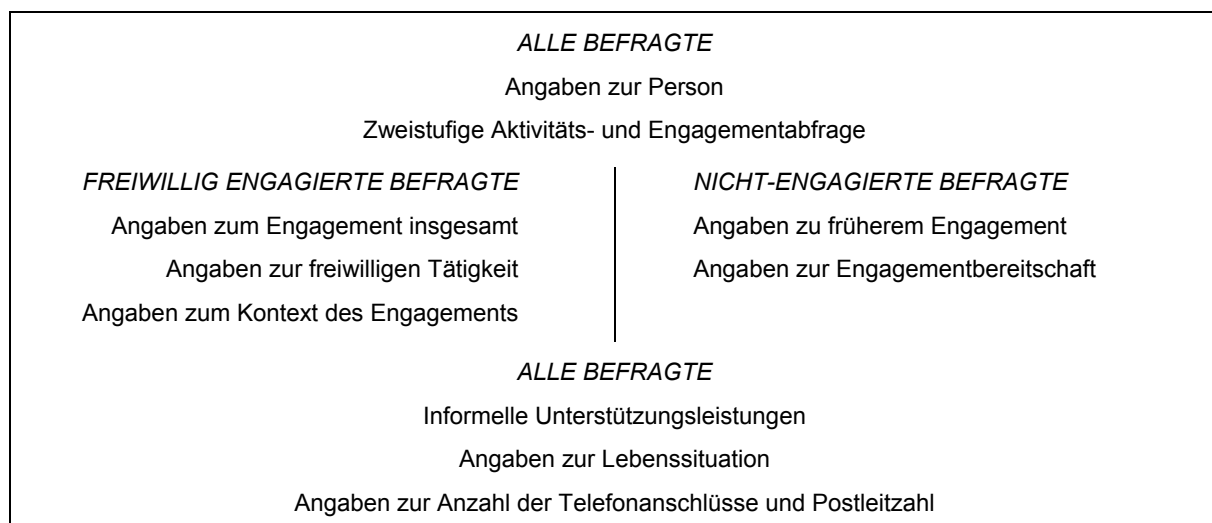 ALLE BEFRAGTE
Angaben zur Person
Zweistufige Aktivitäts- und Engagementabfrage
FREIWILLIG ENGAGIERTE BEFRAGTE
Angaben zum Engagement insgesamt
Angaben zur freiwilligen Tätigkeit
Angaben zum Kontext des Engagements
NICHT-ENGAGIERTE BEFRAGTE
Angaben zu früherem Engagement
Angaben zur Engagementbereitschaft
ALLE BEFRAGTE
Informelle Unterstützungsleistungen
Angaben zur Lebenssituation
Angaben zur Anzahl der Telefonanschlüsse und Postleitzahl